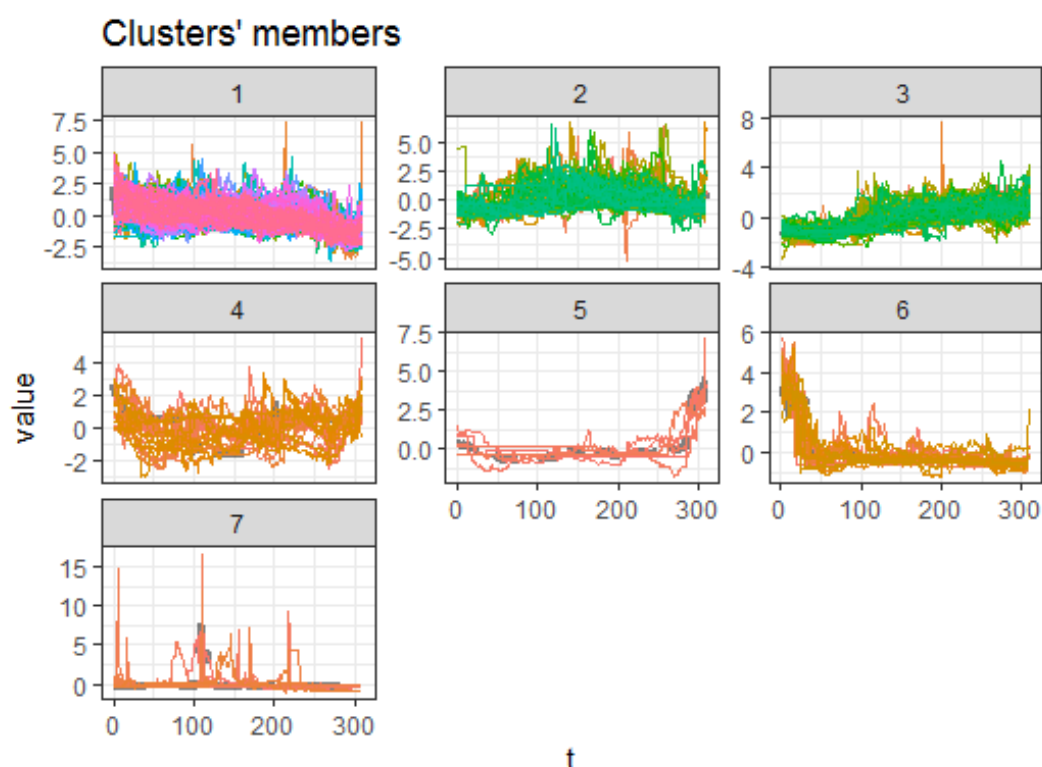 Clusters' members
1 2 3
7.5 5.0 2.5 0.0 -2.5
5.0 2.5 0.0 -2.5 -5.0
8 4 0 -4
4 5 6
value
4 2 0 -2
7.5 5.0 2.5 0.0
6 4 2 0
0 100 200 300
0 100 200 300
7
15 10 5 0
0 100 200 300
t